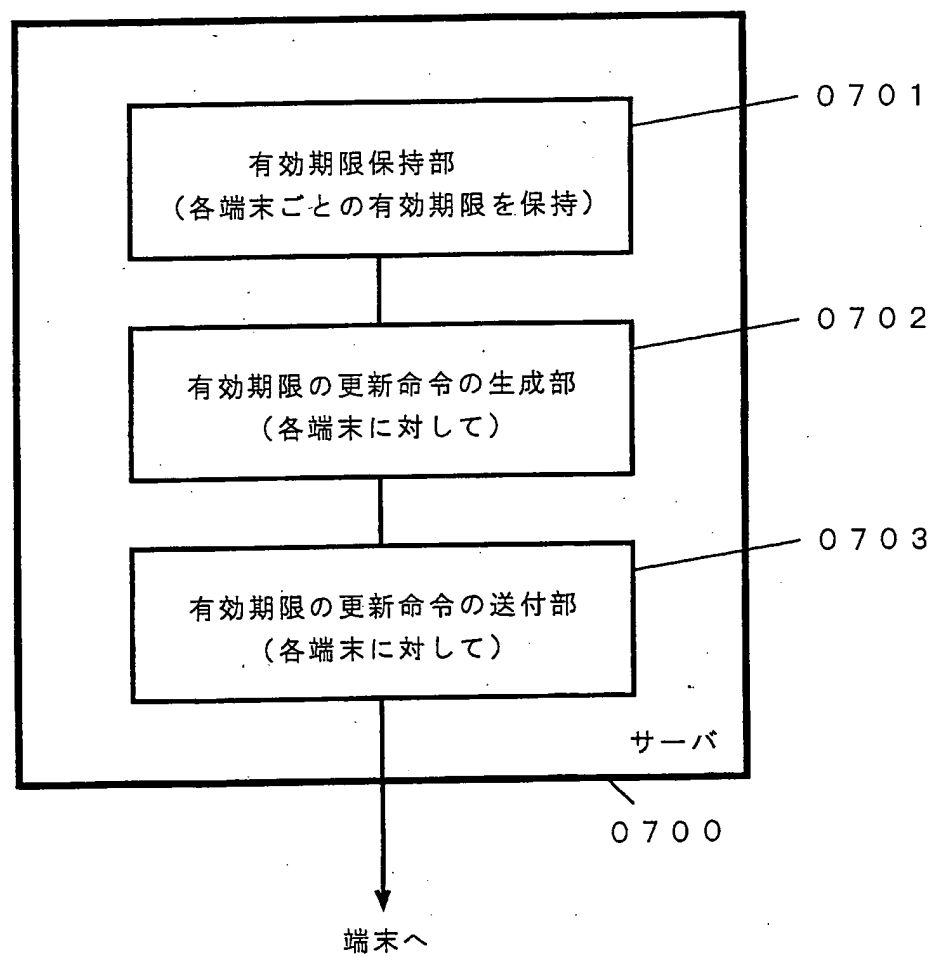 ０７０１
有効期限保持部
（各端末ごとの有効期限を保持）
０７０２
有効期限の更新命令の生成部
（各端末に対して）
０７０３
有効期限の更新命令の送付部
（各端末に対して）
サーバ
０７００
端末へ